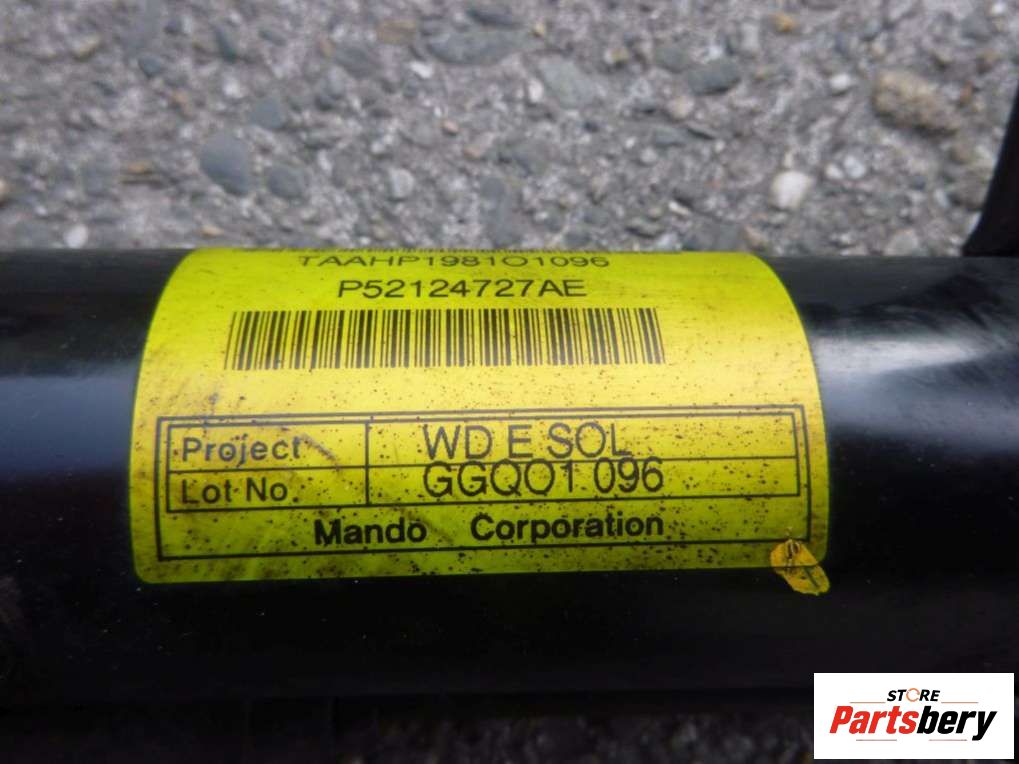 TAAHP1981O1096
P52124727AE
Project WD E SOL
Lot No. GGQO1 096
Mando Corporation
STORE
Partsbery